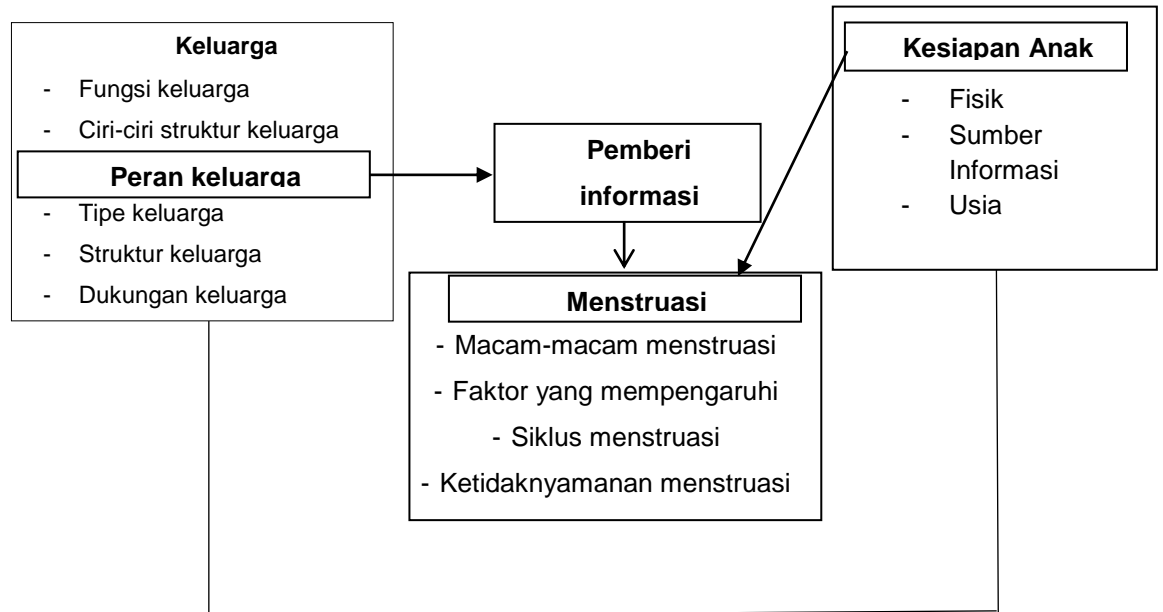 Keluarga
- Fungsi keluarga
- Ciri-ciri struktur keluarga
Peran keluarga
- Tipe keluarga
- Struktur keluarga
- Dukungan keluarga
Pemberi
informasi
Kesiapan Anak
- Fisik
- Sumber
Informasi
- Usia
Menstruasi
- Macam-macam menstruasi
- Faktor yang mempengaruhi
- Siklus menstruasi
- Ketidaknyamanan menstruasi